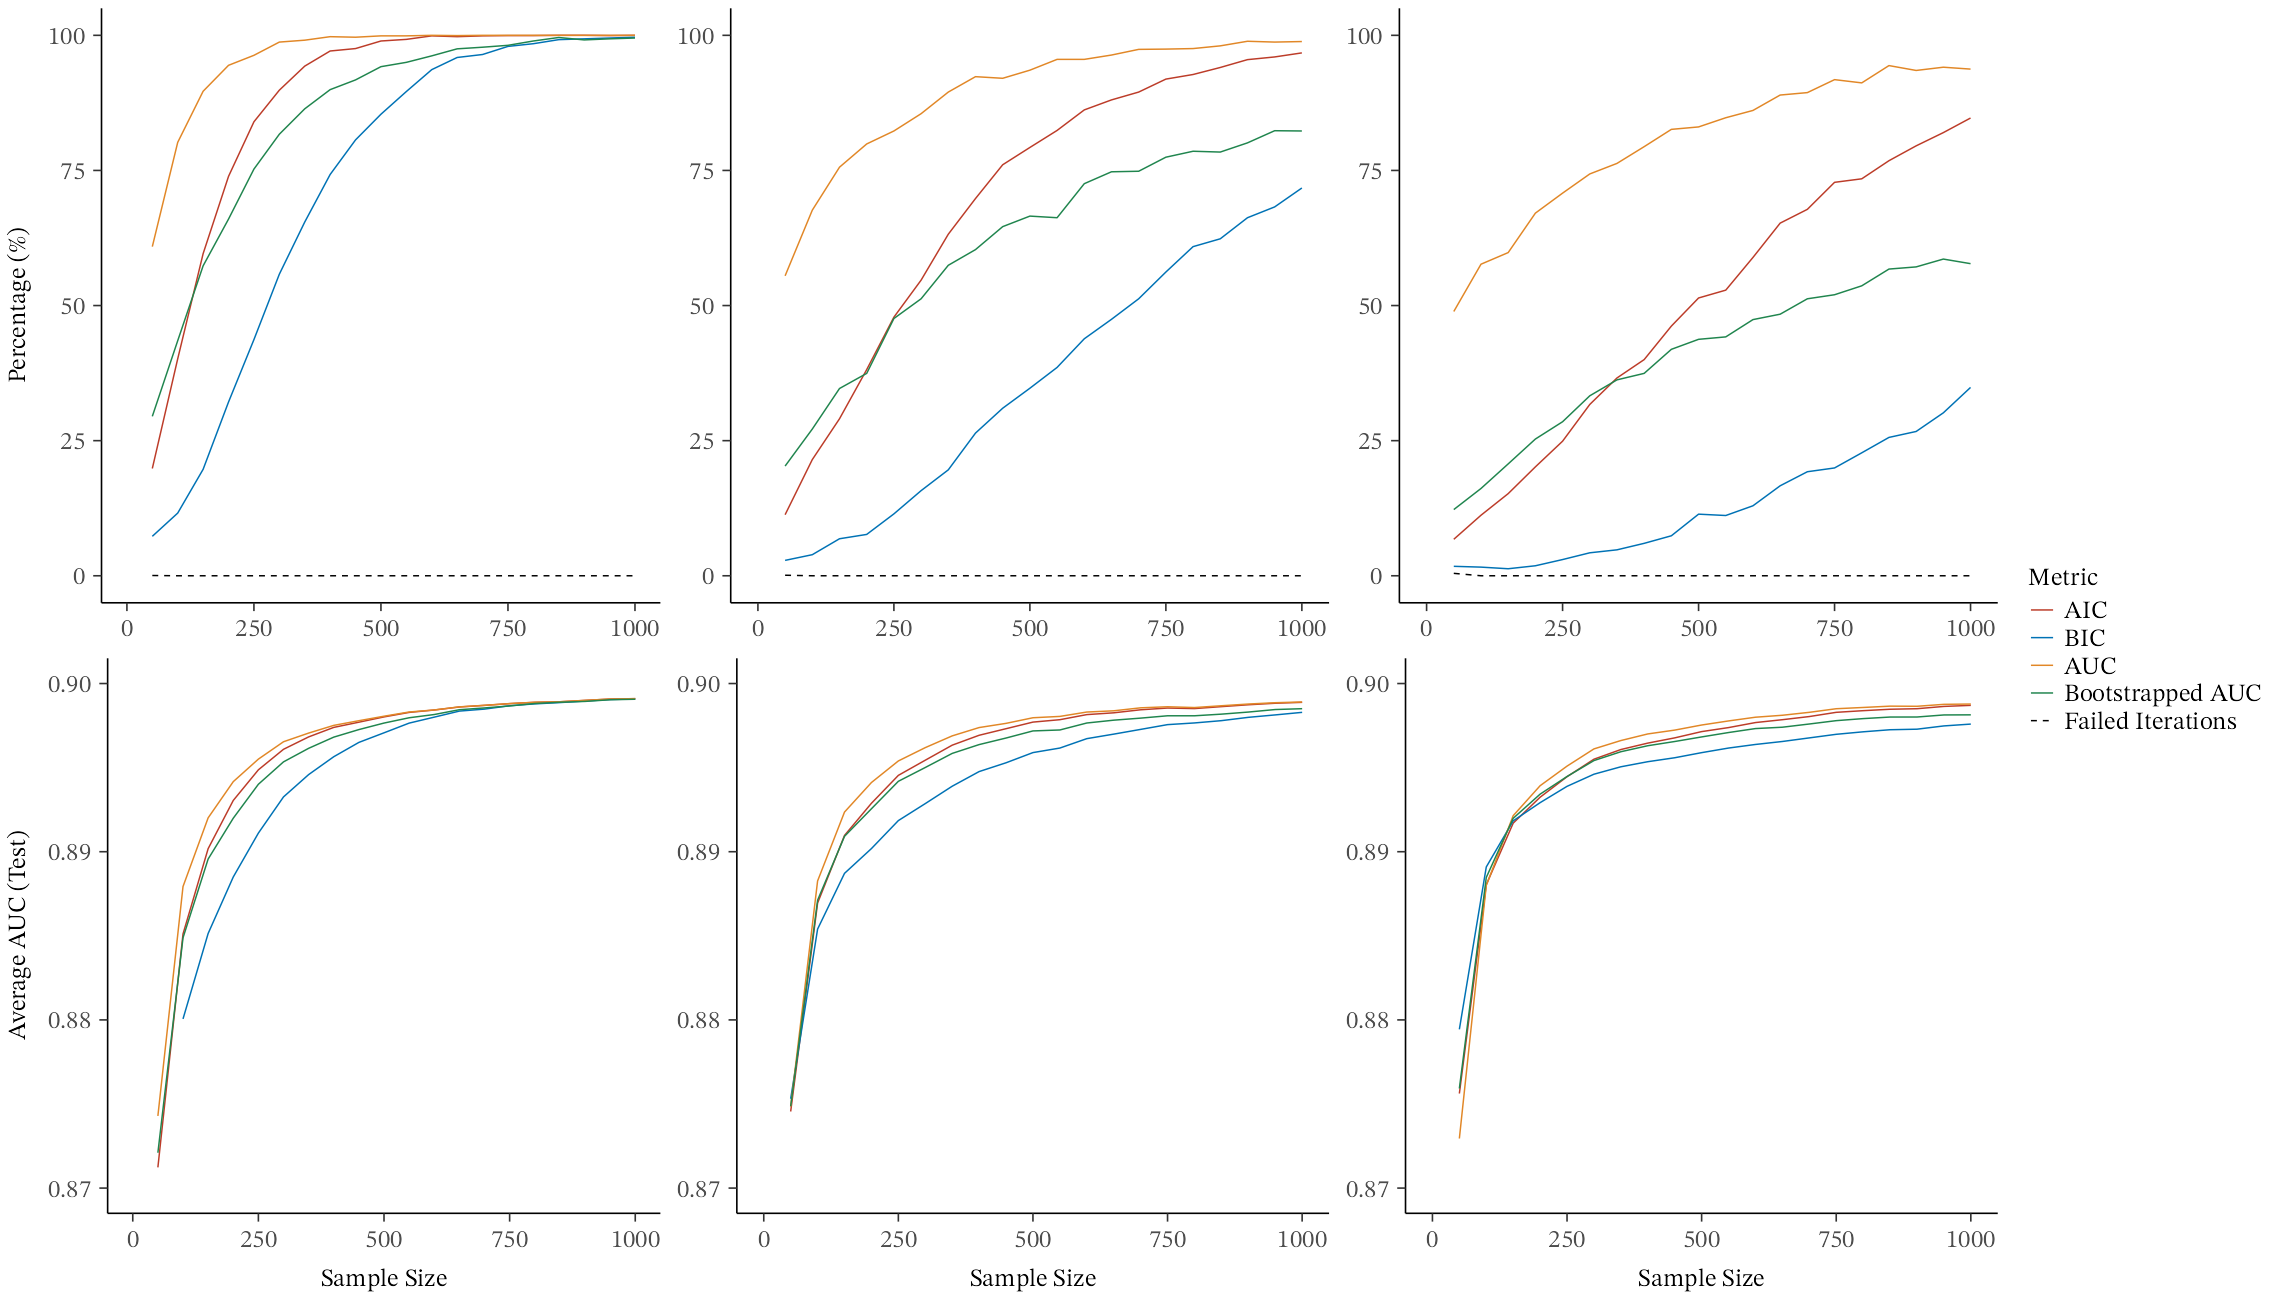 Percentage (%)
100
75
50
25
0
0 250 500 750 1000
100
75
50
25
0
0 250 500 750 1000
100
75
50
25
0
0 250 500 750 1000
Average AUC (Test)
0.90
0.89
0.88
0.87
0 250 500 750 1000
Sample Size
0.90
0.89
0.88
0.87
0 250 500 750 1000
Sample Size
0.90
0.89
0.88
0.87
0 250 500 750 1000
Sample Size
Metric
AIC
BIC
AUC
Bootstrapped AUC
Failed Iterations